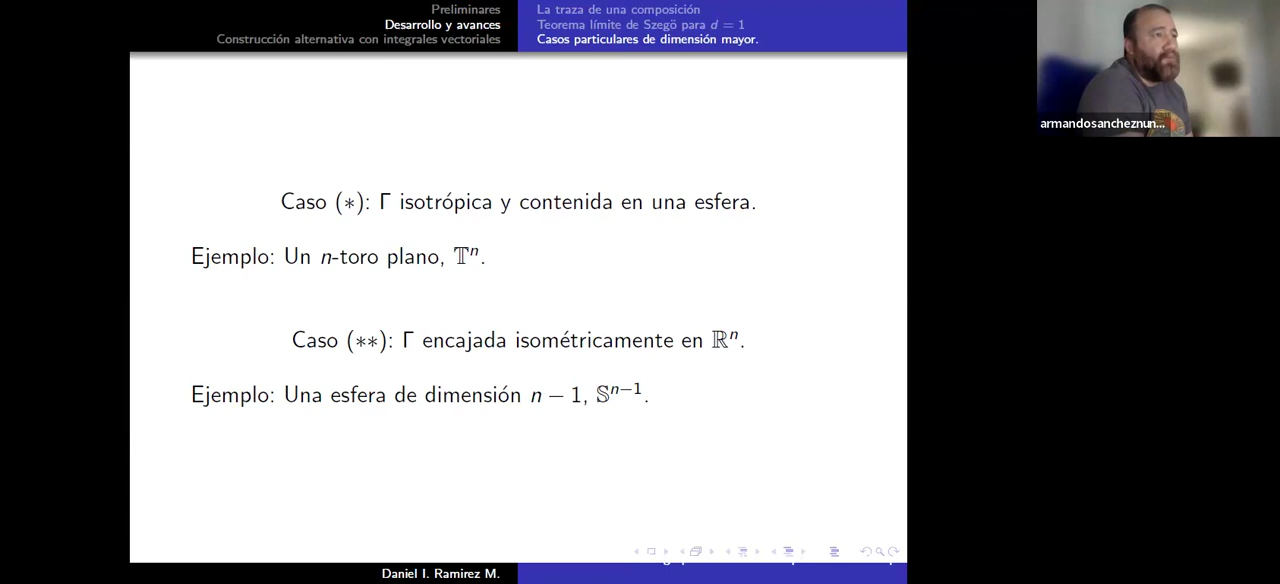 Preliminares
Desarrollo y avances
Construcción alternativa con integrales vectoriales
La traza de una composición
Teorema límite de Szegö para d = 1
Casos particulares de dimensión mayor.
armandosancheznun...
Caso (∗): Γ isotrópica y contenida en una esfera.
Ejemplo: Un n-toro plano, 𝕋ⁿ.
Caso (∗∗): Γ encajada isométricamente en ℝⁿ.
Ejemplo: Una esfera de dimensión n − 1, 𝕊ⁿ⁻¹.
Daniel I. Ramirez M.